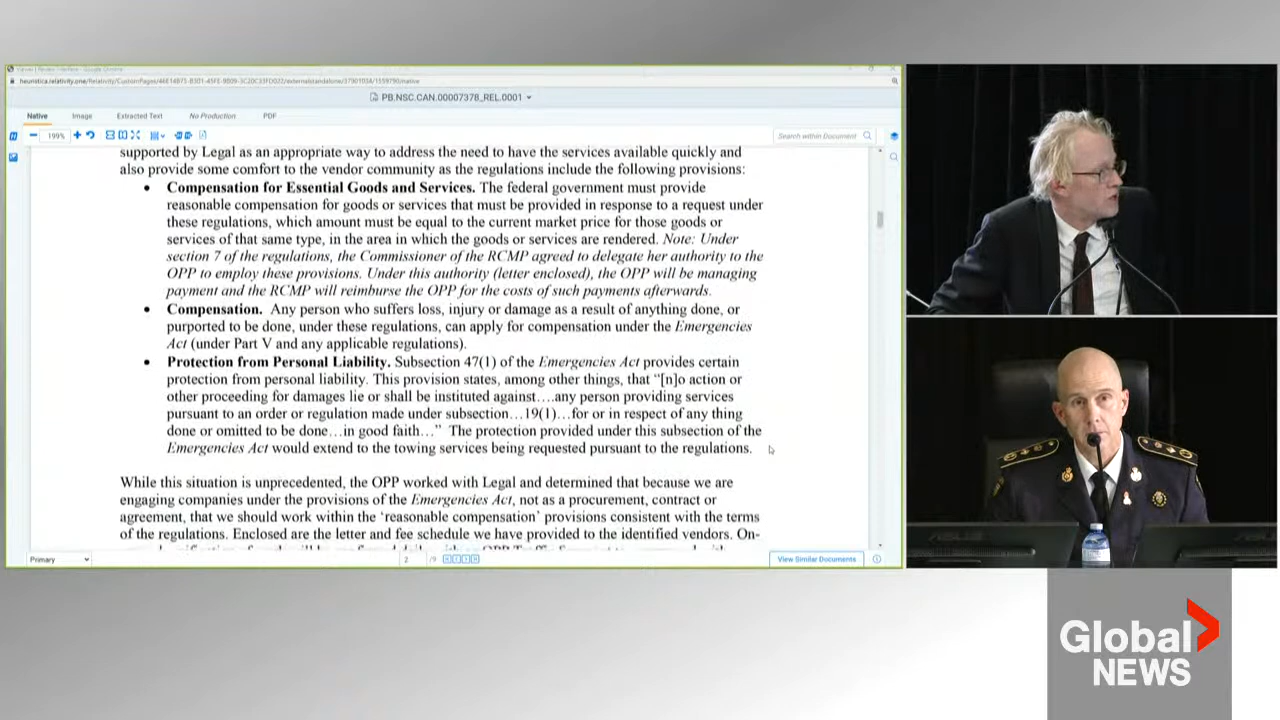 PB.NSC.CAN.00007378_REL.0001
Native Image Extracted Text No Production PDF
199% Search within Document
supported by Legal as an appropriate way to address the need to have the services available quickly and
also provide some comfort to the vendor community as the regulations include the following provisions:
• Compensation for Essential Goods and Services. The federal government must provide
reasonable compensation for goods or services that must be provided in response to a request under
these regulations, which amount must be equal to the current market price for those goods or
services of that same type, in the area in which the goods or services are rendered. Note: Under
section 7 of the regulations, the Commissioner of the RCMP agreed to delegate her authority to the
OPP to employ these provisions. Under this authority (letter enclosed), the OPP will be managing
payment and the RCMP will reimburse the OPP for the costs of such payments afterwards.
• Compensation. Any person who suffers loss, injury or damage as a result of anything done, or
purported to be done, under these regulations, can apply for compensation under the Emergencies
Act (under Part V and any applicable regulations).
• Protection from Personal Liability. Subsection 47(1) of the Emergencies Act provides certain
protection from personal liability. This provision states, among other things, that “[n]o action or
other proceeding for damages lie or shall be instituted against….any person providing services
pursuant to an order or regulation made under subsection…19(1)…for or in respect of any thing
done or omitted to be done…in good faith…” The protection provided under this subsection of the
Emergencies Act would extend to the towing services being requested pursuant to the regulations.
While this situation is unprecedented, the OPP worked with Legal and determined that because we are
engaging companies under the provisions of the Emergencies Act, not as a procurement, contract or
agreement, that we should work within the ‘reasonable compensation’ provisions consistent with the terms
of the regulations. Enclosed are the letter and fee schedule we have provided to the identified vendors. On-
Primary 2 /9 View Similar Documents
Global
NEWS